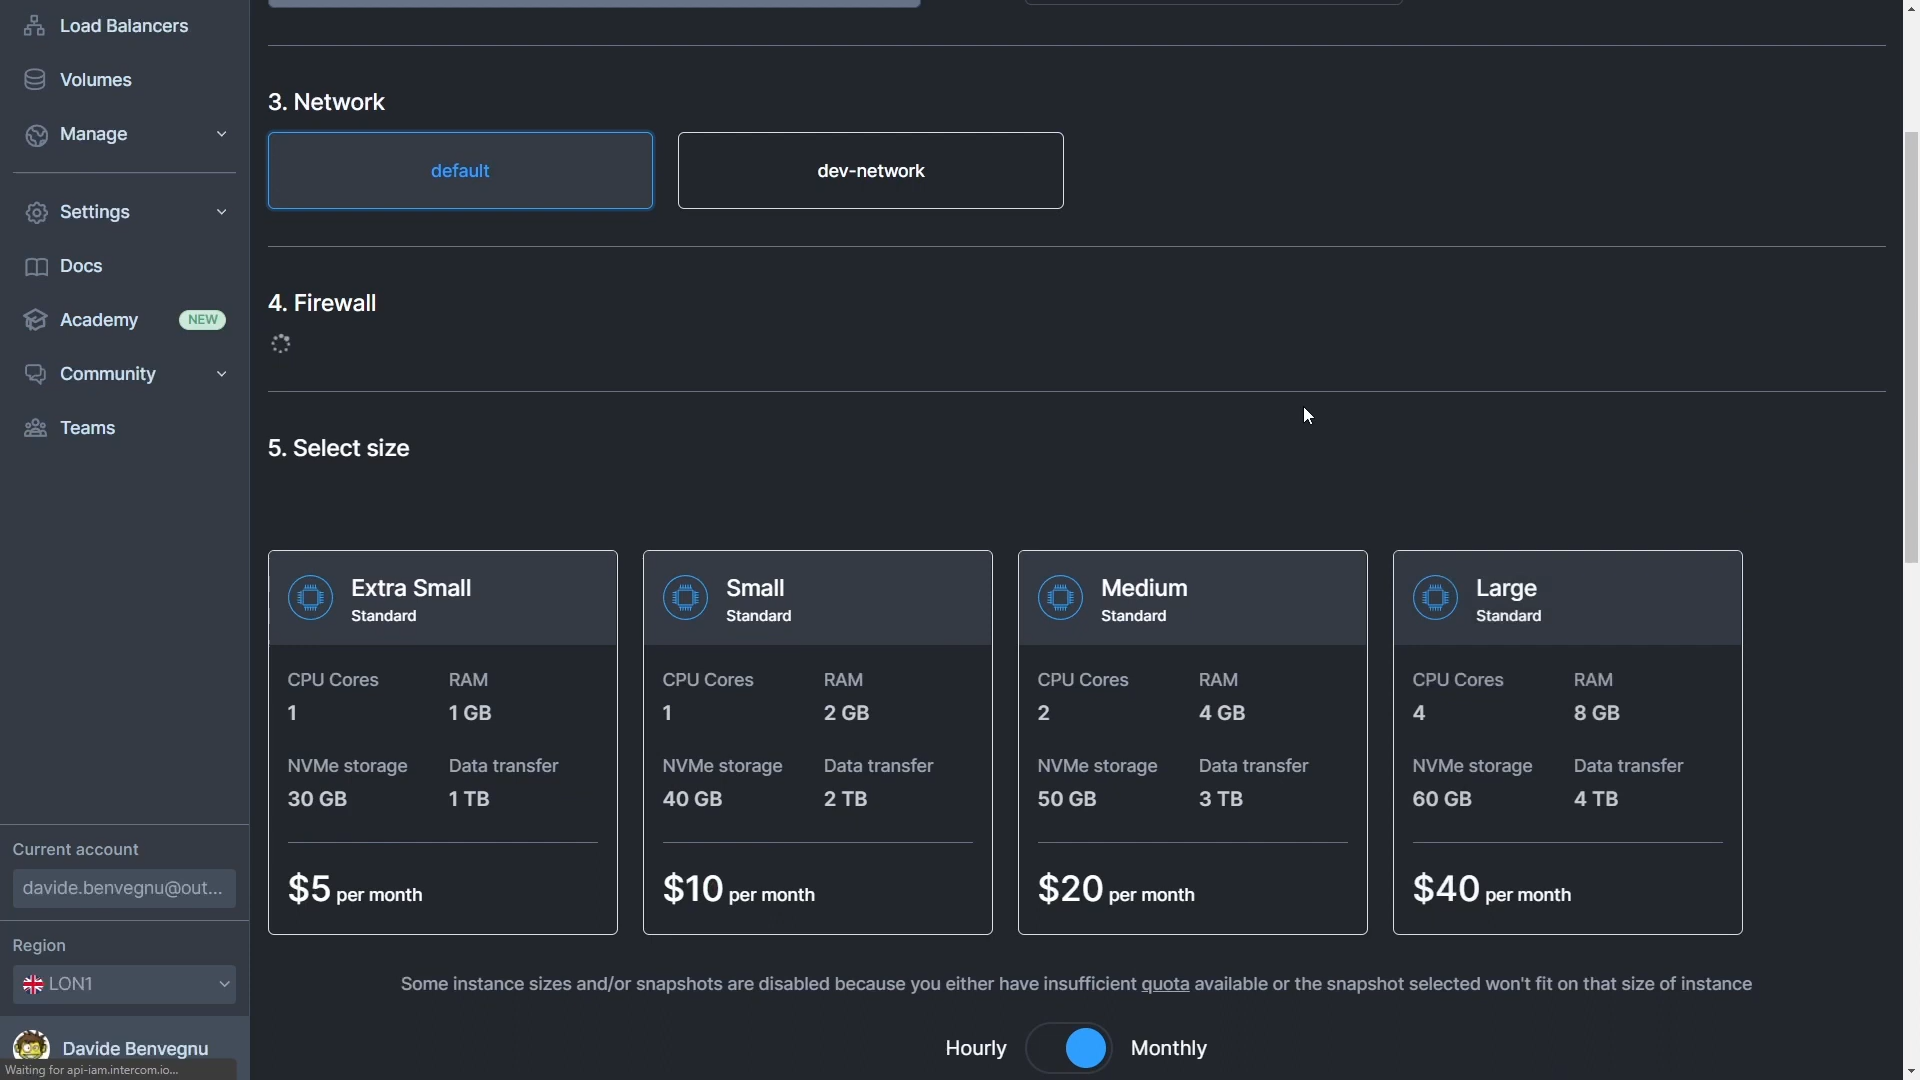 Load Balancers
Volumes
Manage
Settings
Docs
Academy NEW
Community
Teams
Current account
davide.benvegnu@out...
Region
LON1
Davide Benvegnu
Waiting for api-iam.intercom.io...
3. Network
default dev-network
4. Firewall
5. Select size
Extra Small
Standard
CPU Cores RAM
1 1 GB
NVMe storage Data transfer
30 GB 1 TB
$5 per month
Small
Standard
CPU Cores RAM
1 2 GB
NVMe storage Data transfer
40 GB 2 TB
$10 per month
Medium
Standard
CPU Cores RAM
2 4 GB
NVMe storage Data transfer
50 GB 3 TB
$20 per month
Large
Standard
CPU Cores RAM
4 8 GB
NVMe storage Data transfer
60 GB 4 TB
$40 per month
Some instance sizes and/or snapshots are disabled because you either have insufficient quota available or the snapshot selected won't fit on that size of instance
Hourly Monthly